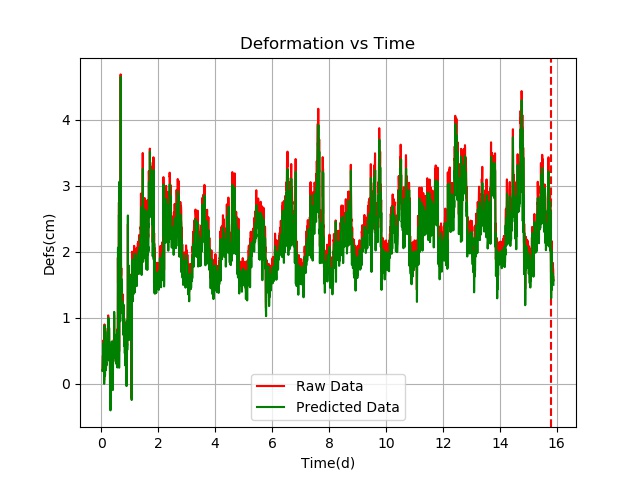 Deformation vs Time
Defs(cm)
4
3
2
1
0
Raw Data
Predicted Data
0 2 4 6 8 10 12 14 16
Time(d)